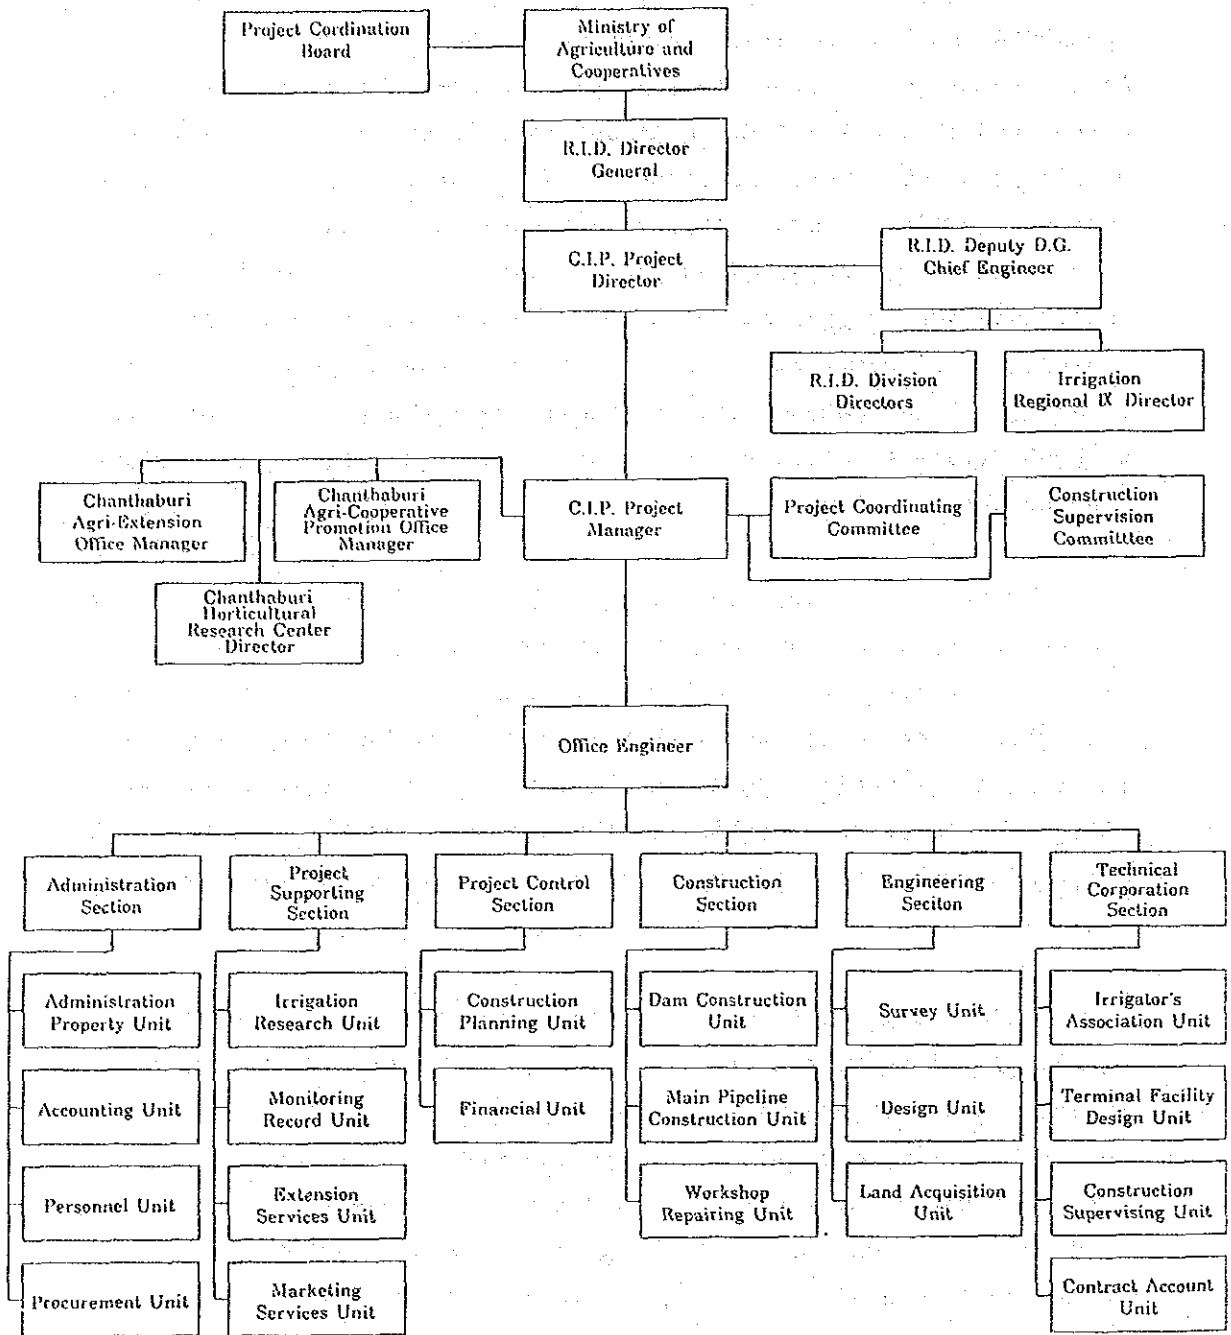 Project Cordination
Board
Ministry of
Agriculture and
Cooperatives
R.I.D. Director
General
C.I.P. Project
Director
R.I.D. Deputy D.G.
Chief Engineer
R.I.D. Division
Directors
Irrigation
Regional IX Director
Chanthaburi
Agri-Extension
Office Manager
Chanthaburi
Agri-Cooperative
Promotion Office
Manager
C.I.P. Project
Manager
Project Coordinating
Committee
Construction
Supervision
Committtee
Chanthaburi
Horticultural
Research Center
Director
Office Engineer
Administration
Section
Project
Supporting
Section
Project Control
Section
Construction
Section
Engineering
Seciton
Technical
Corporation
Section
Administration
Property Unit
Irrigation
Research Unit
Construction
Planning Unit
Dam Construction
Unit
Survey Unit
Irrigator's
Association Unit
Accounting Unit
Monitoring
Record Unit
Financial Unit
Main Pipeline
Construction Unit
Design Unit
Terminal Facility
Design Unit
Personnel Unit
Extension
Services Unit
Workshop
Repairing Unit
Land Acquisition
Unit
Construction
Supervising Unit
Procurement Unit
Marketing
Services Unit
Contract Account
Unit